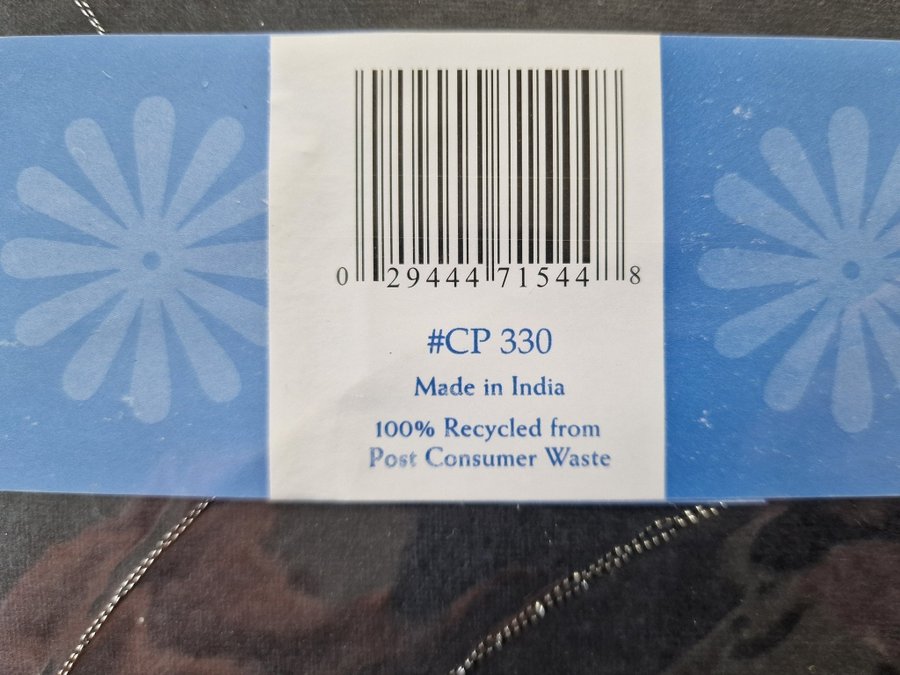 0 29444 71544 8
#CP 330
Made in India
100% Recycled from
Post Consumer Waste